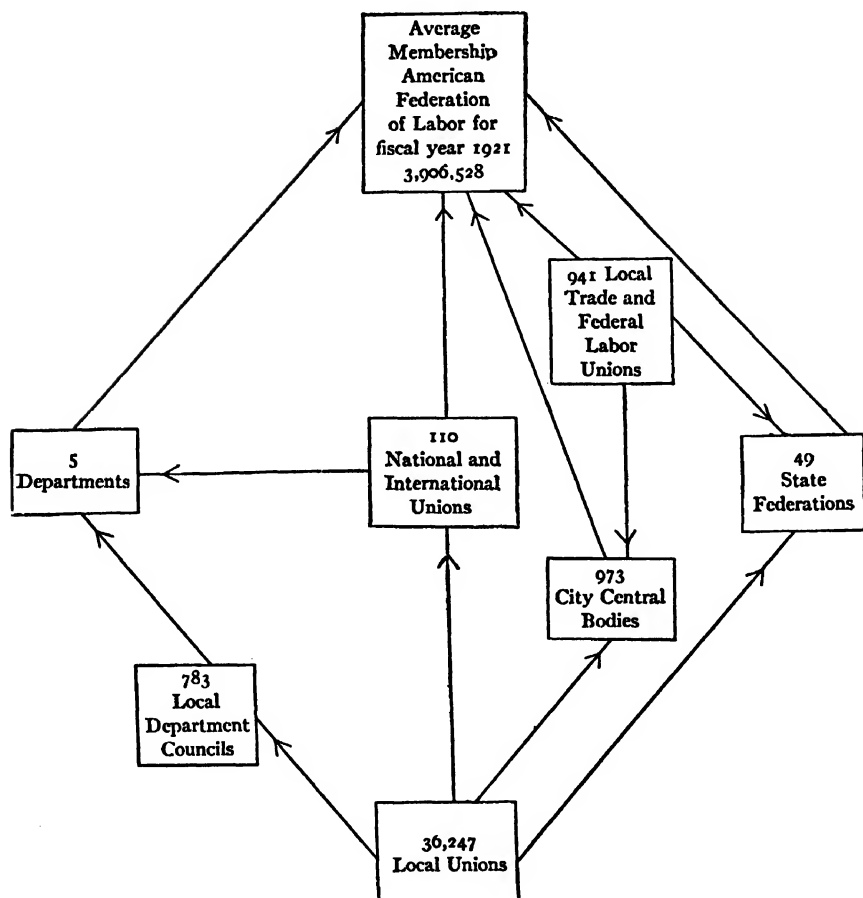 Average
Membership
American
Federation
of Labor for
fiscal year 1921
3,906,528
941 Local
Trade and
Federal
Labor
Unions
5
Departments
110
National and
International
Unions
49
State
Federations
973
City Central
Bodies
783
Local
Department
Councils
36,247
Local Unions